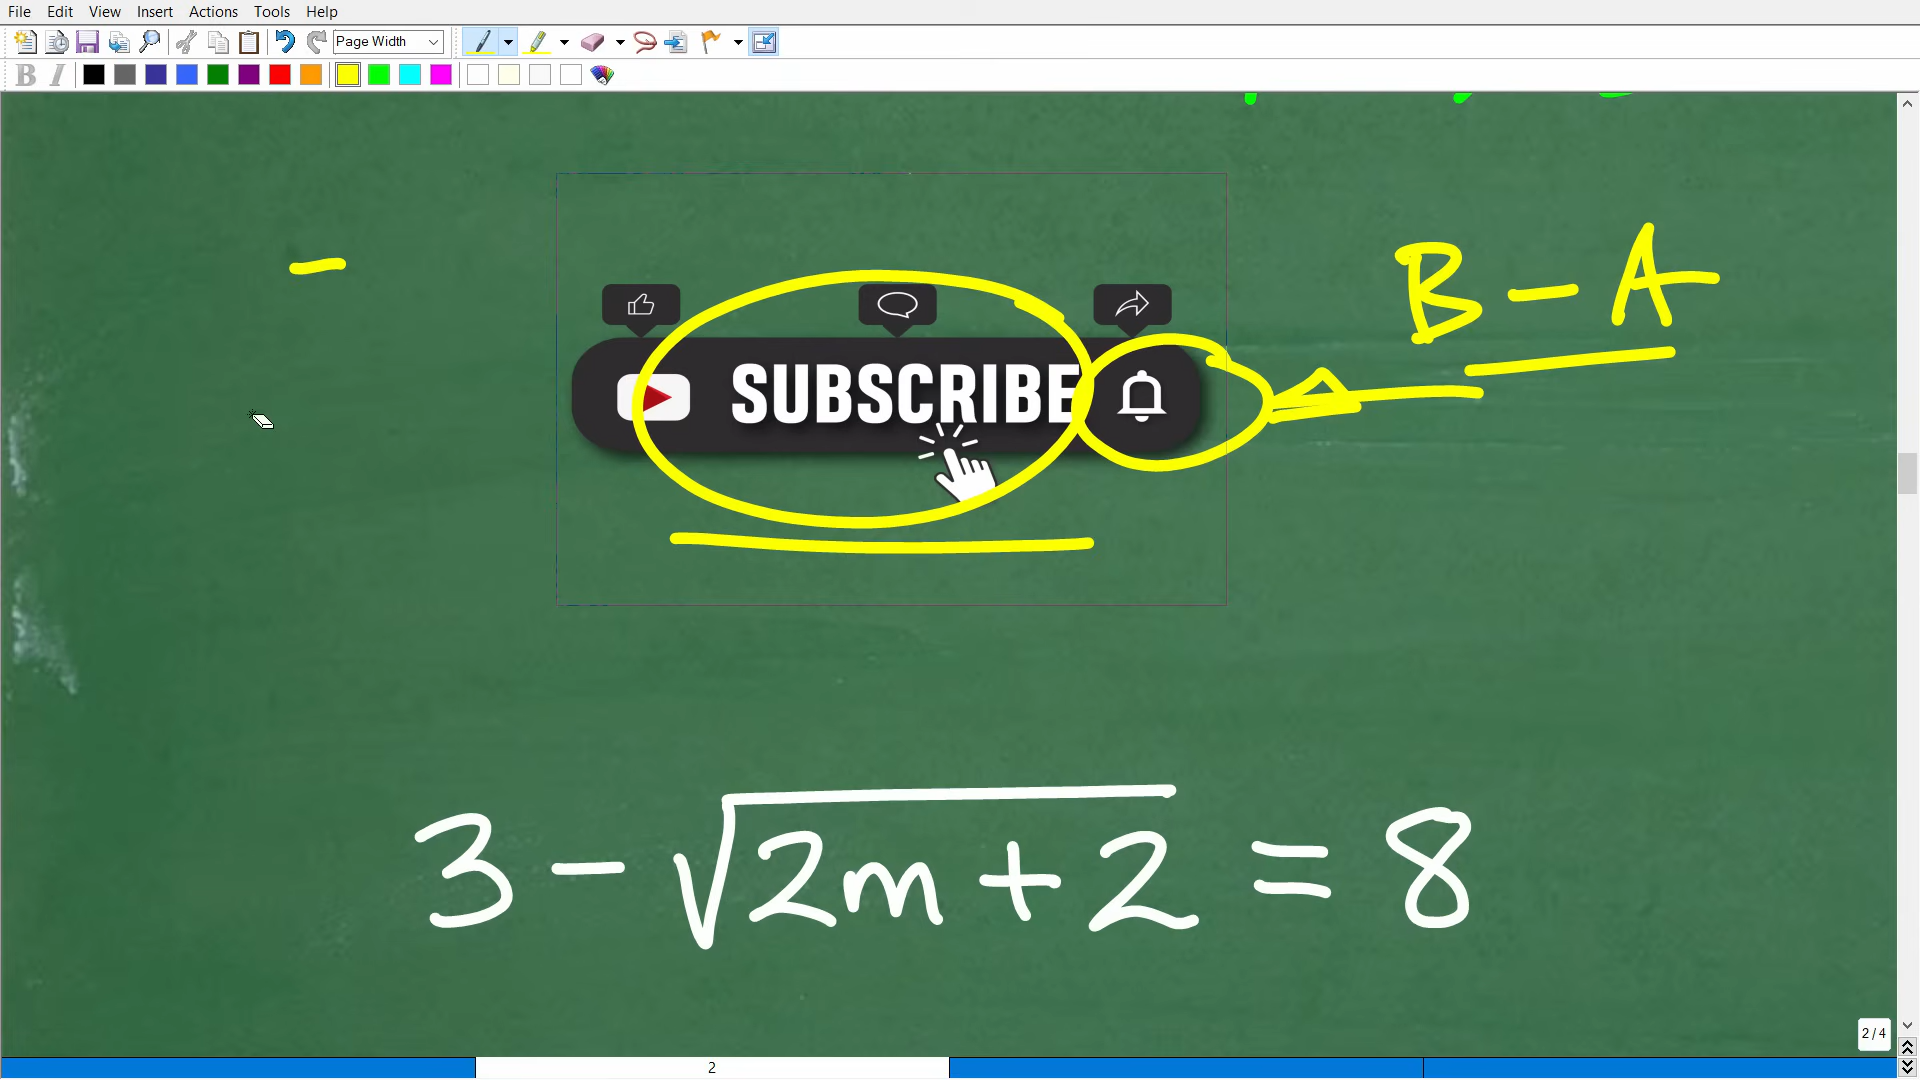 File Edit View Insert Actions Tools Help
Page Width
B I
B - A
SUBSCRIBE
3 - √2m + 2 = 8
2 / 4
2